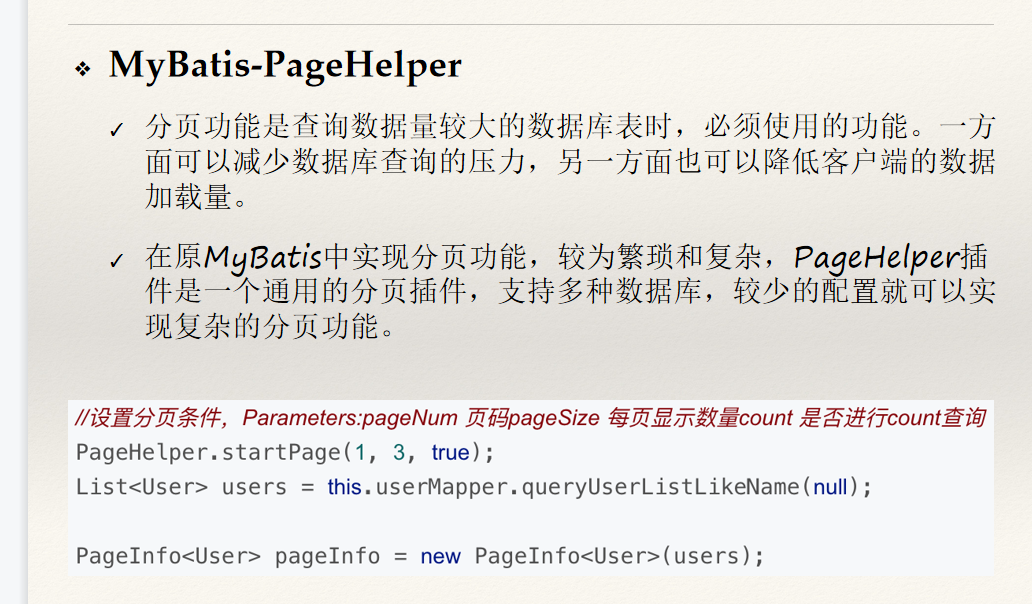 ❖ MyBatis-PageHelper
✓ 分页功能是查询数据量较大的数据库表时，必须使用的功能。一方
面可以减少数据库查询的压力，另一方面也可以降低客户端的数据
加载量。
✓ 在原MyBatis中实现分页功能，较为繁琐和复杂，PageHelper插
件是一个通用的分页插件，支持多种数据库，较少的配置就可以实
现复杂的分页功能。
//设置分页条件，Parameters:pageNum 页码pageSize 每页显示数量count 是否进行count查询
PageHelper.startPage(1, 3, true);
List<User> users = this.userMapper.queryUserListLikeName(null);
PageInfo<User> pageInfo = new PageInfo<User>(users);